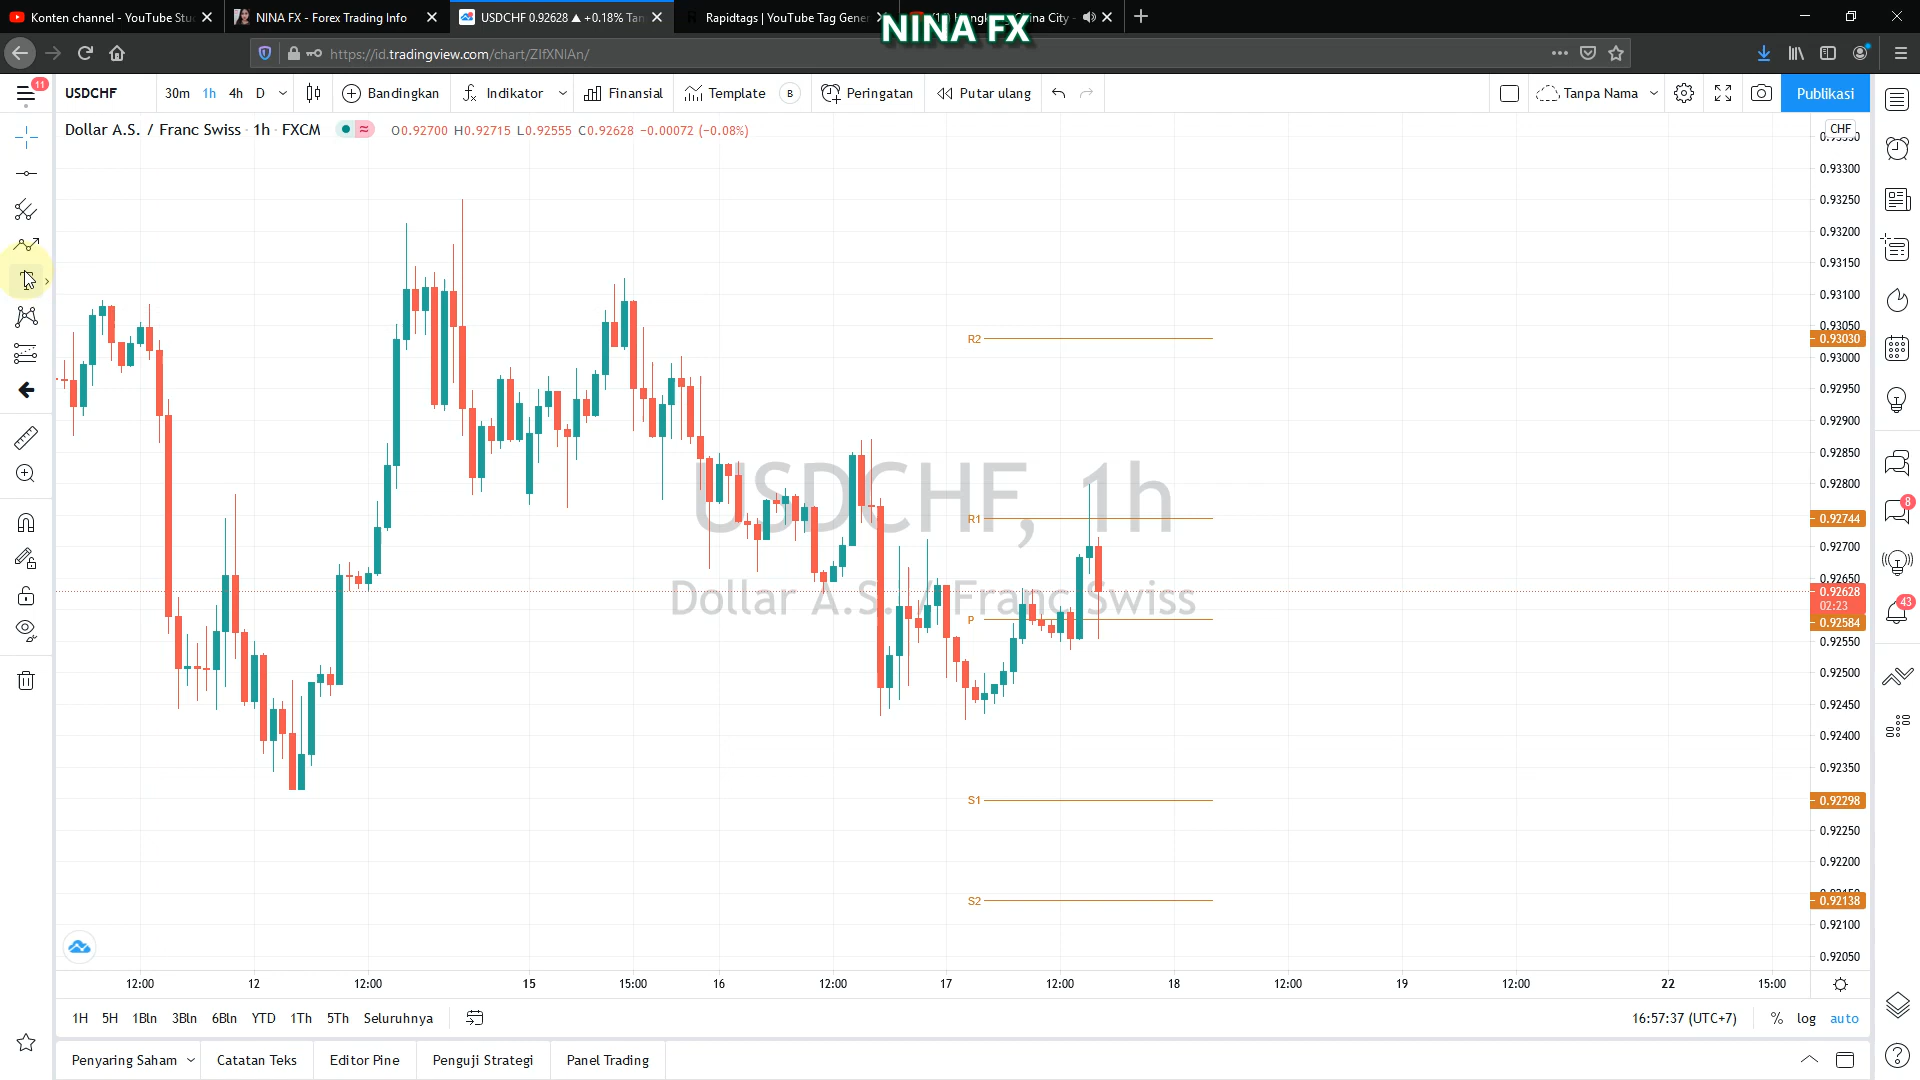 Konten channel - YouTube Stu
NINA FX - Forex Trading Info
USDCHF 0.92628 ▲ +0.18% Tan
Rapidtags | YouTube Tag Gener
NINA FX
https://id.tradingview.com/chart/ZIfXNIAn/
11
USDCHF
30m 1h 4h D
Bandingkan
Indikator
Finansial
Template
B
Peringatan
Putar ulang
Tanpa Nama
Publikasi
Dollar A.S. / Franc Swiss · 1h · FXCM
O0.92700 H0.92715 L0.92555 C0.92628 −0.00072 (−0.08%)
CHF
0.93300
0.93250
0.93200
0.93150
0.93100
0.93050
R2
0.93030
0.93000
0.92950
0.92900
0.92850
0.92800
USDCHF, 1h
R1
0.92744
0.92700
0.92650
Dollar A.S. / Franc Swiss
0.92628
02:23
P
0.92584
0.92550
0.92500
0.92450
0.92400
0.92350
S1
0.92298
0.92250
0.92200
S2
0.92138
0.92100
0.92050
8
43
12:00 12 12:00 15 15:00 16 12:00 17 12:00 18 12:00 19 12:00 22 15:00
1H 5H 1Bln 3Bln 6Bln YTD 1Th 5Th Seluruhnya
16:57:37 (UTC+7)
% log auto
Penyaring Saham
Catatan Teks
Editor Pine
Penguji Strategi
Panel Trading